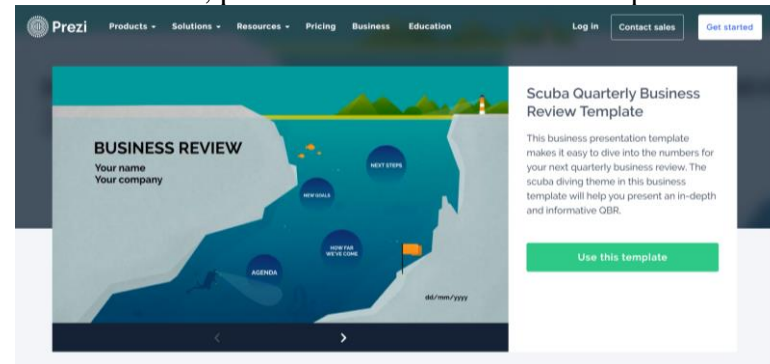 Prezi Products Solutions Resources Pricing Business Education Log in Contact sales Get started
BUSINESS REVIEW
Your name
Your company
NEXT STEPS
NEW GOALS
HOW FAR
WE'VE COME
AGENDA
dd/mm/yyyy
Scuba Quarterly Business
Review Template
This business presentation template
makes it easy to dive into the numbers for
your next quarterly business review. The
scuba diving theme in this business
template will help you present an in-depth
and informative QBR.
Use this template